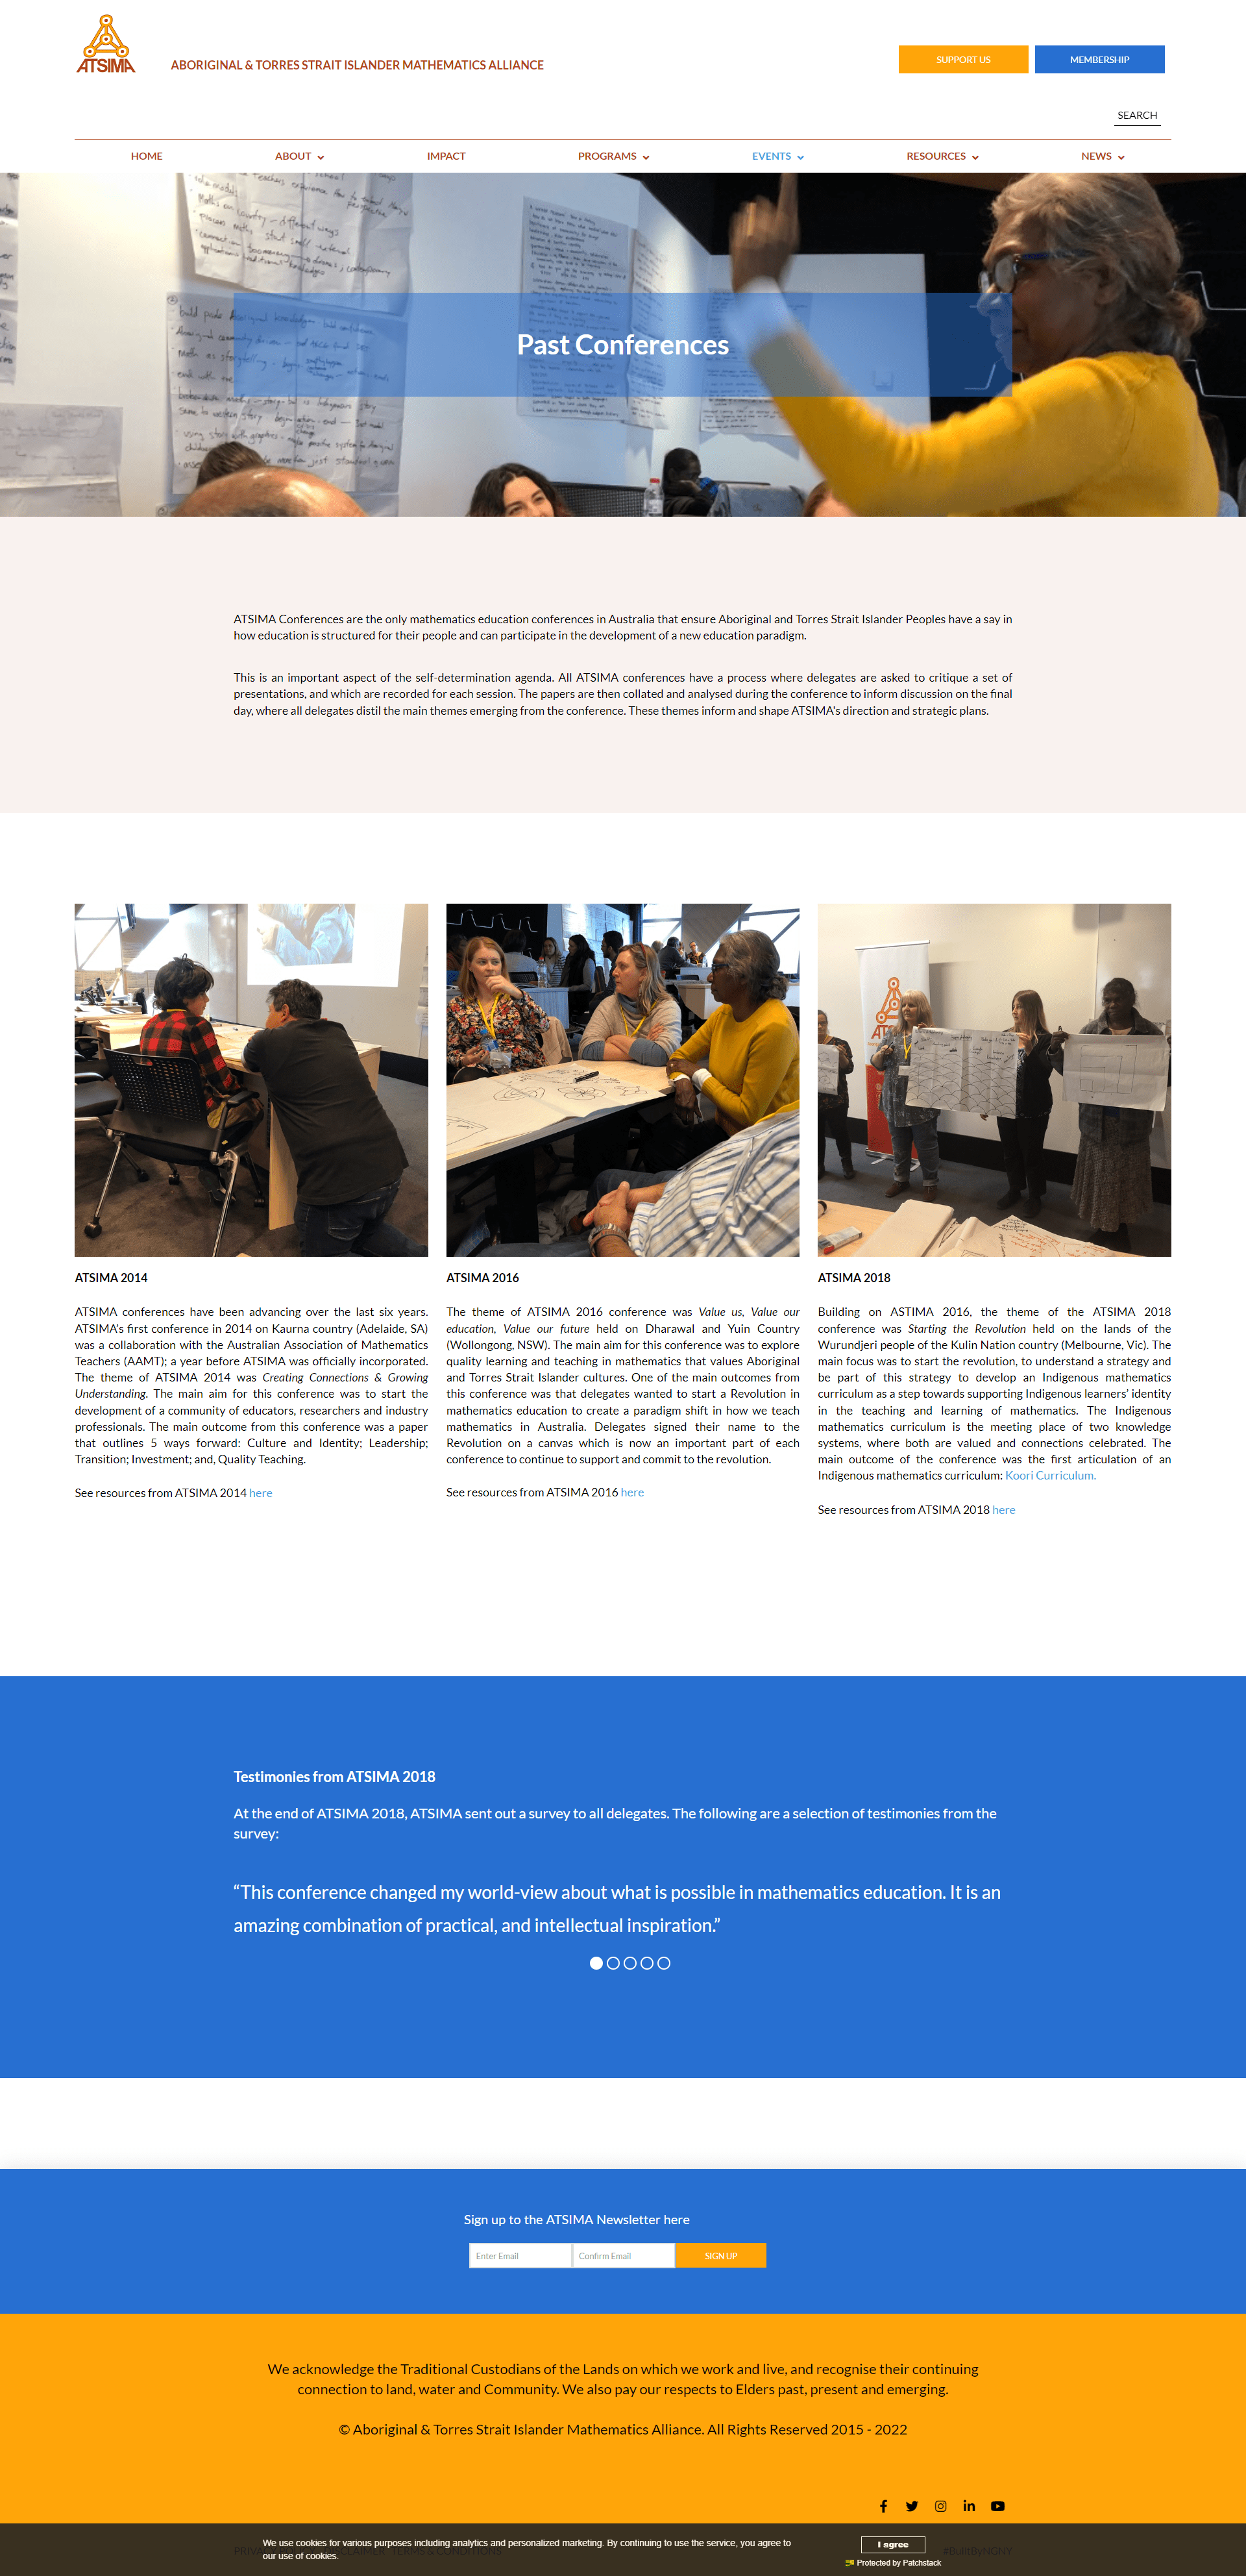 ATSIMA
ABORIGINAL & TORRES STRAIT ISLANDER MATHEMATICS ALLIANCE
SUPPORT US
MEMBERSHIP
SEARCH
HOME
ABOUT
IMPACT
PROGRAMS
EVENTS
RESOURCES
NEWS
Past Conferences
ATSIMA Conferences are the only mathematics education conferences in Australia that ensure Aboriginal and Torres Strait Islander Peoples have a say in
how education is structured for their people and can participate in the development of a new education paradigm.
This is an important aspect of the self-determination agenda. All ATSIMA conferences have a process where delegates are asked to critique a set of
presentations, and which are recorded for each session. The papers are then collated and analysed during the conference to inform discussion on the final
day, where all delegates distil the main themes emerging from the conference. These themes inform and shape ATSIMA's direction and strategic plans.
ATSIMA 2014
ATSIMA conferences have been advancing over the last six years.
ATSIMA's first conference in 2014 on Kaurna country (Adelaide, SA)
was a collaboration with the Australian Association of Mathematics
Teachers (AAMT); a year before ATSIMA was officially incorporated.
The theme of ATSIMA 2014 was Creating Connections & Growing
Understanding. The main aim for this conference was to start the
development of a community of educators, researchers and industry
professionals. The main outcome from this conference was a paper
that outlines 5 ways forward: Culture and Identity; Leadership;
Transition; Investment; and, Quality Teaching.
See resources from ATSIMA 2014 here
ATSIMA 2016
The theme of ATSIMA 2016 conference was Value us, Value our
education, Value our future held on Dharawal and Yuin Country
(Wollongong, NSW). The main aim for this conference was to explore
quality learning and teaching in mathematics that values Aboriginal
and Torres Strait Islander cultures. One of the main outcomes from
this conference was that delegates wanted to start a Revolution in
mathematics education to create a paradigm shift in how we teach
mathematics in Australia. Delegates signed their name to the
Revolution on a canvas which is now an important part of each
conference to continue to support and commit to the revolution.
See resources from ATSIMA 2016 here
ATSIMA 2018
Building on ASTIMA 2016, the theme of the ATSIMA 2018
conference was Starting the Revolution held on the lands of the
Wurundjeri people of the Kulin Nation country (Melbourne, Vic). The
main focus was to start the revolution, to understand a strategy and
be part of this strategy to develop an Indigenous mathematics
curriculum as a step towards supporting Indigenous learners' identity
in the teaching and learning of mathematics. The Indigenous
mathematics curriculum is the meeting place of two knowledge
systems, where both are valued and connections celebrated. The
main outcome of the conference was the first articulation of an
Indigenous mathematics curriculum: Koori Curriculum.
See resources from ATSIMA 2018 here
Testimonies from ATSIMA 2018
At the end of ATSIMA 2018, ATSIMA sent out a survey to all delegates. The following are a selection of testimonies from the
survey:
“This conference changed my world-view about what is possible in mathematics education. It is an
amazing combination of practical, and intellectual inspiration.”
Sign up to the ATSIMA Newsletter here
Enter Email
Confirm Email
SIGN UP
We acknowledge the Traditional Custodians of the Lands on which we work and live, and recognise their continuing
connection to land, water and Community. We also pay our respects to Elders past, present and emerging.
© Aboriginal & Torres Strait Islander Mathematics Alliance. All Rights Reserved 2015 - 2022
We use cookies for various purposes including analytics and personalized marketing. By continuing to use the service, you agree to
our use of cookies.
I agree
Protected by Patchstack